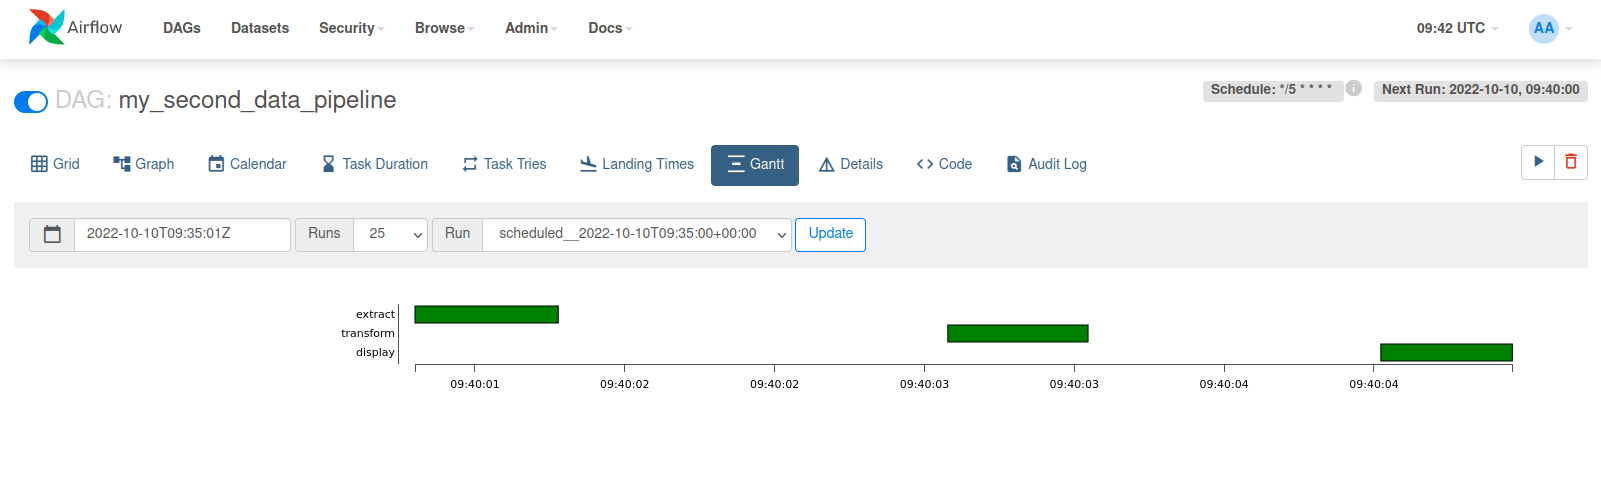 Airflow DAGs Datasets Security Browse Admin Docs 09:42 UTC AA
DAG: my_second_data_pipeline Schedule: */5 * * * * i Next Run: 2022-10-10, 09:40:00
Grid Graph Calendar Task Duration Task Tries Landing Times Gantt Details Code Audit Log
2022-10-10T09:35:01Z Runs 25 Run scheduled__2022-10-10T09:35:00+00:00 Update
extract
transform
display
09:40:01 09:40:02 09:40:02 09:40:03 09:40:03 09:40:04 09:40:04